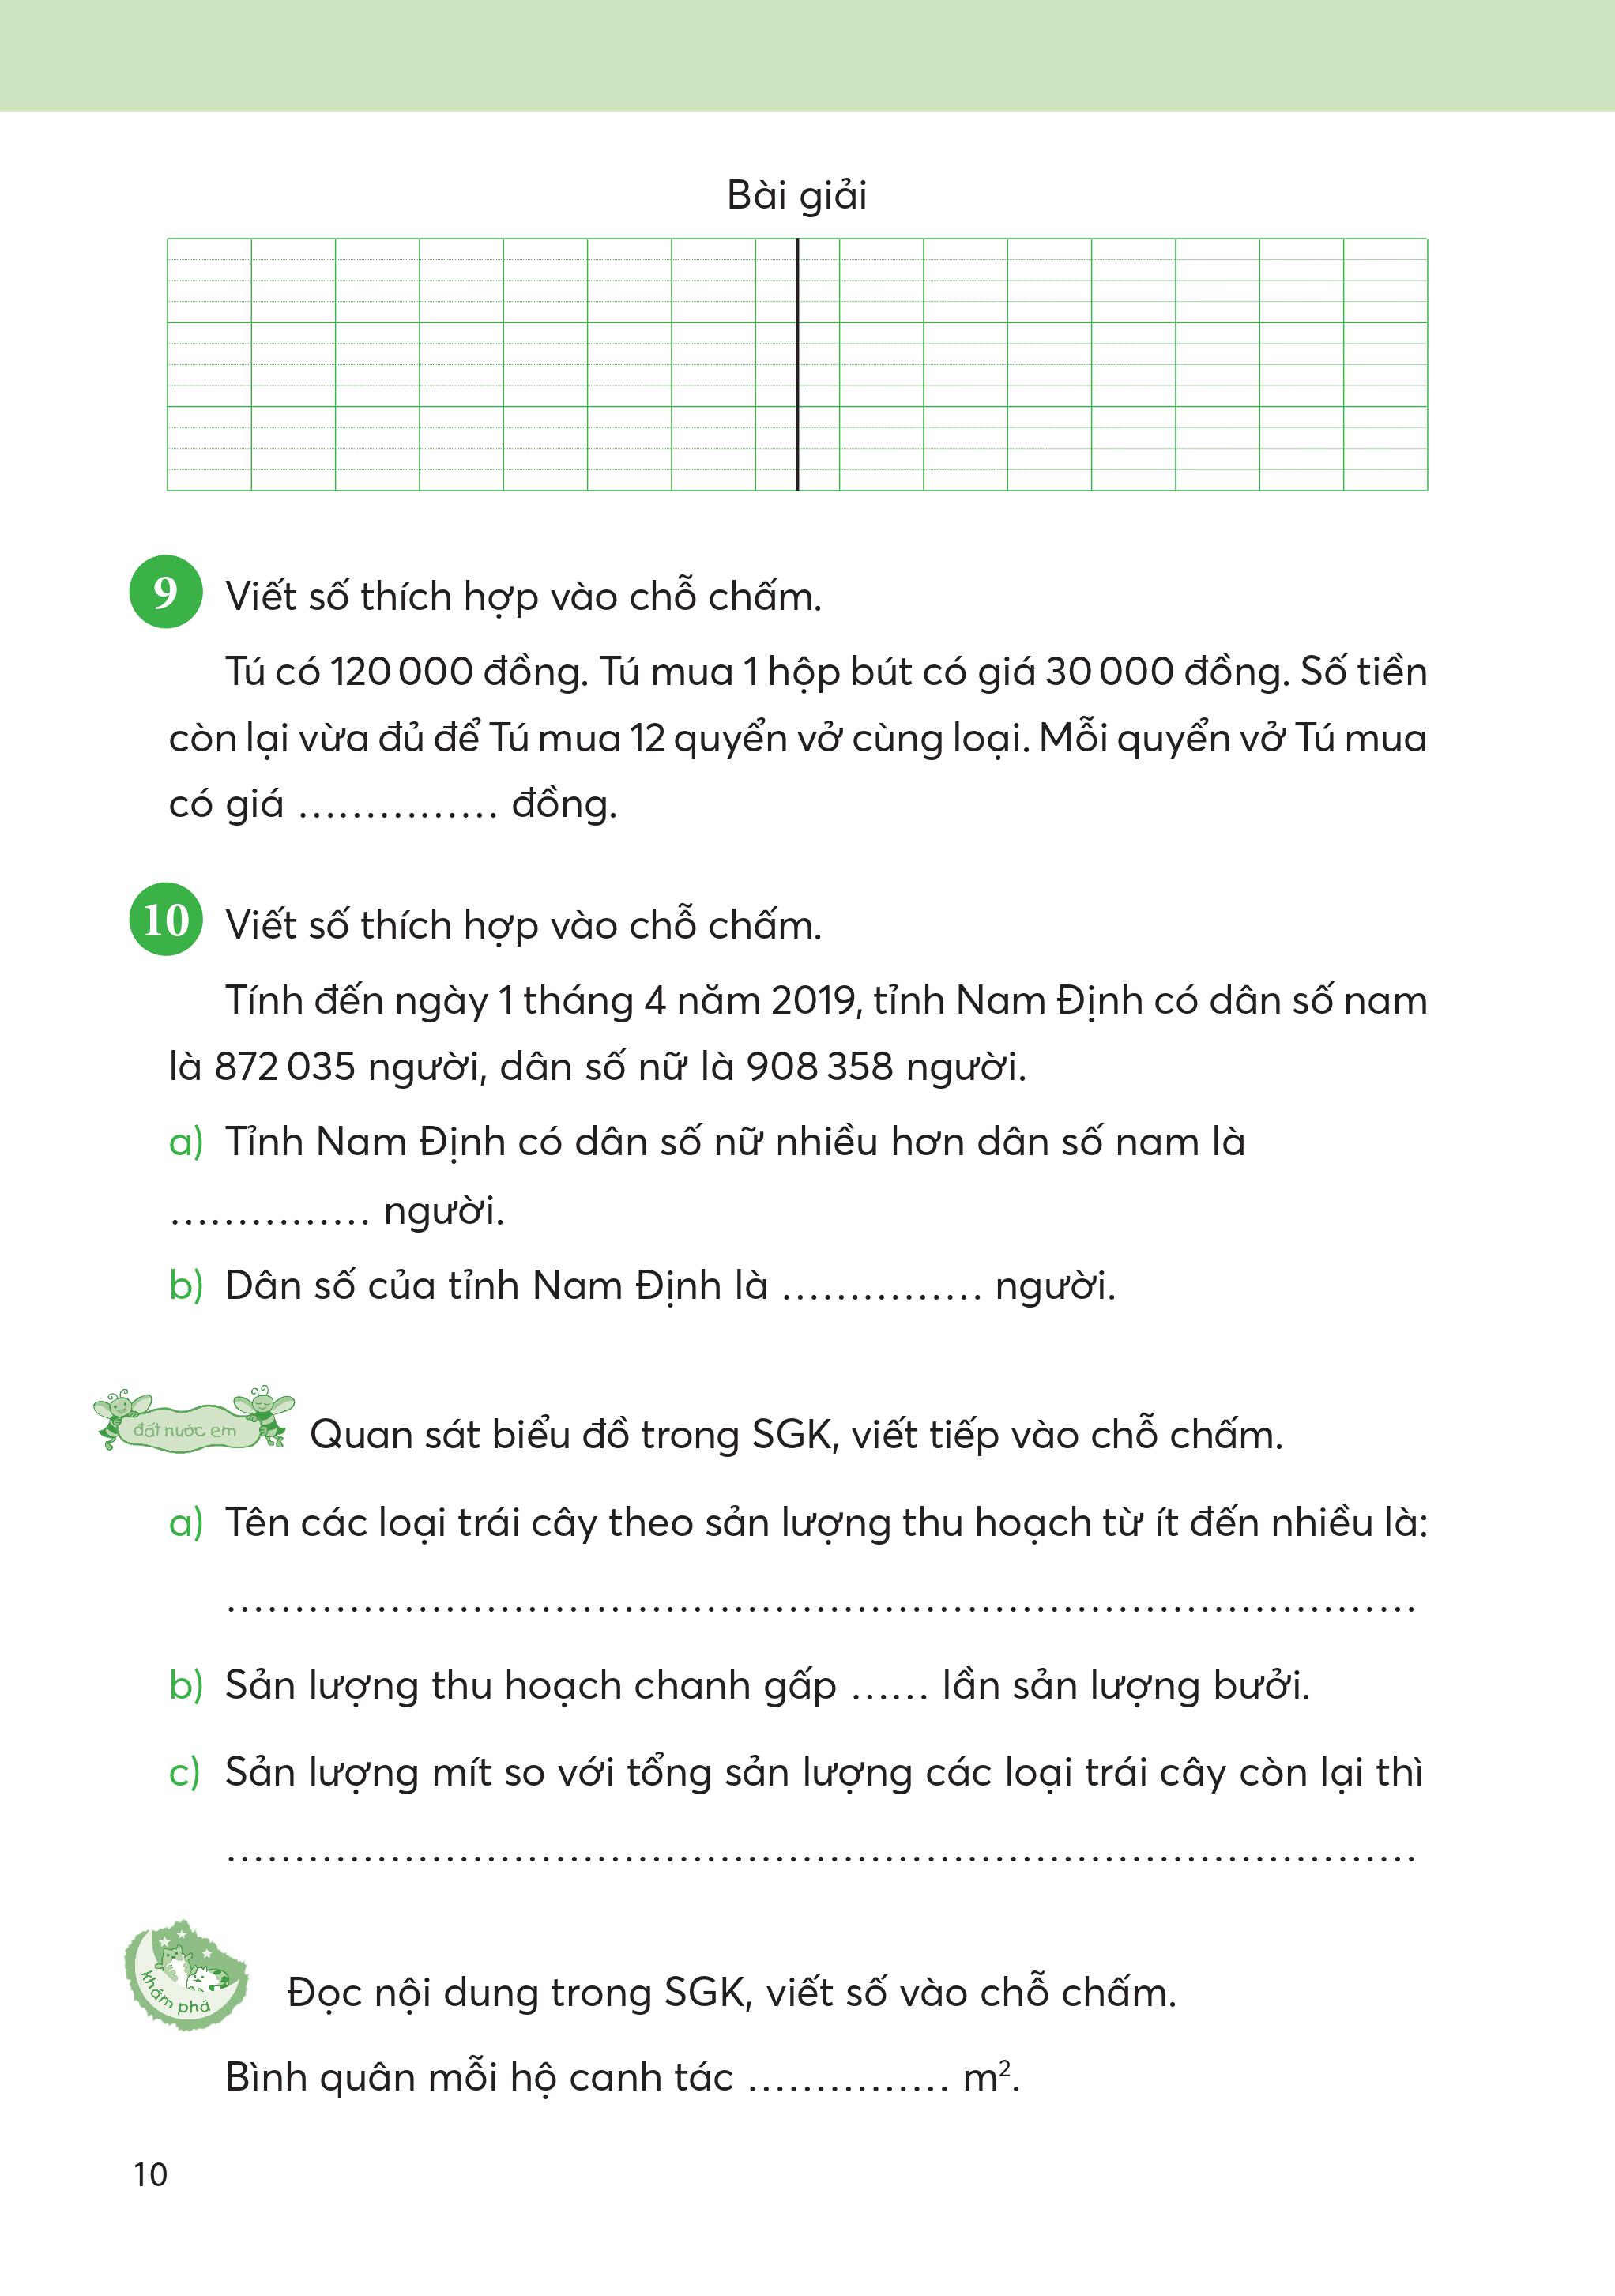 Bài giải
9 Viết số thích hợp vào chỗ chấm.
Tú có 120 000 đồng. Tú mua 1 hộp bút có giá 30 000 đồng. Số tiền
còn lại vừa đủ để Tú mua 12 quyển vở cùng loại. Mỗi quyển vở Tú mua
có giá ............... đồng.
10 Viết số thích hợp vào chỗ chấm.
Tính đến ngày 1 tháng 4 năm 2019, tỉnh Nam Định có dân số nam
là 872 035 người, dân số nữ là 908 358 người.
a) Tỉnh Nam Định có dân số nữ nhiều hơn dân số nam là
............... người.
b) Dân số của tỉnh Nam Định là ............... người.
đất nước em Quan sát biểu đồ trong SGK, viết tiếp vào chỗ chấm.
a) Tên các loại trái cây theo sản lượng thu hoạch từ ít đến nhiều là:
.......................................................................................
b) Sản lượng thu hoạch chanh gấp ...... lần sản lượng bưởi.
c) Sản lượng mít so với tổng sản lượng các loại trái cây còn lại thì
.......................................................................................
khám phá Đọc nội dung trong SGK, viết số vào chỗ chấm.
Bình quân mỗi hộ canh tác ............... m².
10